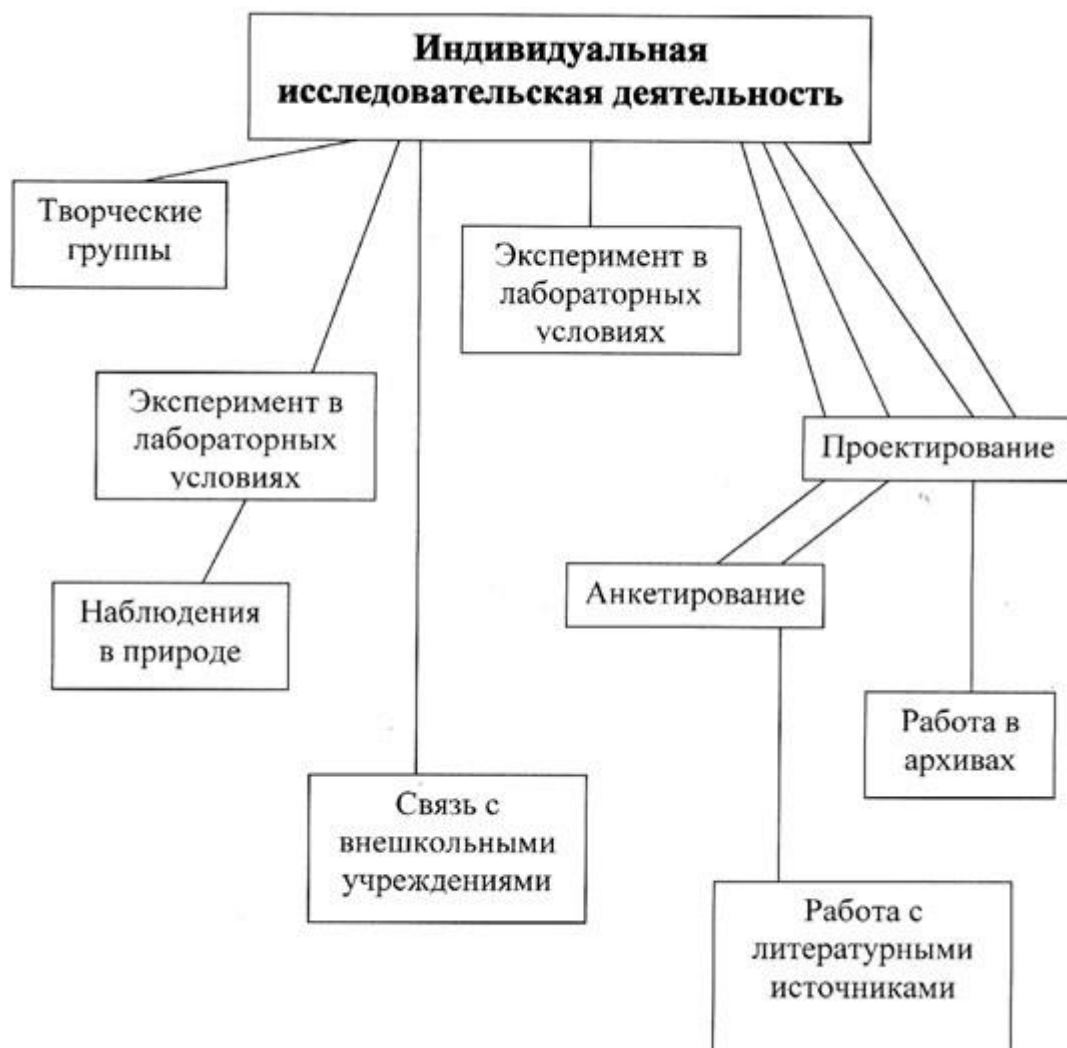 Индивидуальная
исследовательская деятельность
Творческие
группы
Эксперимент в
лабораторных
условиях
Эксперимент в
лабораторных
условиях
Проектирование
Наблюдения
в природе
Анкетирование
Работа в
архивах
Связь с
внешкольными
учреждениями
Работа с
литературными
источниками